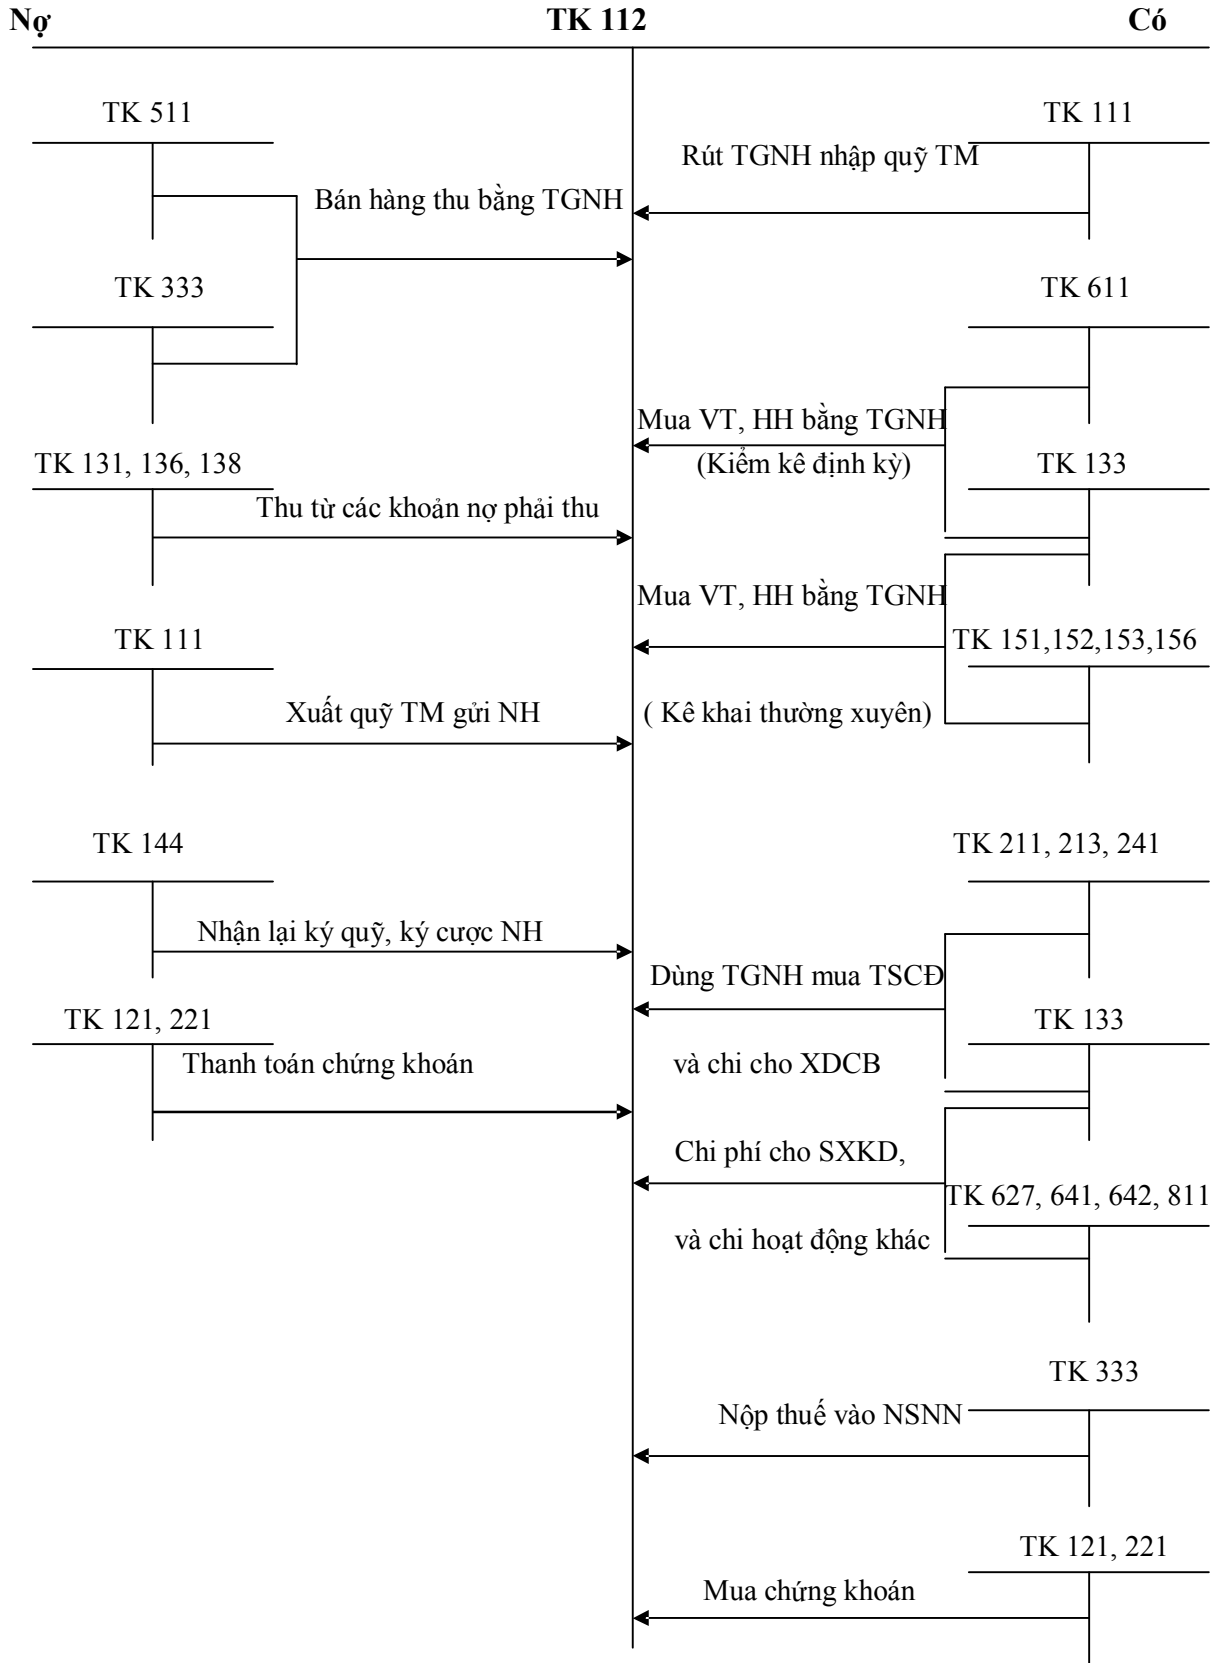 Nợ TK 112 Có
TK 511
TK 111
Rút TGNH nhập quỹ TM
Bán hàng thu bằng TGNH
TK 333
TK 611
Mua VT, HH bằng TGNH
(Kiểm kê định kỳ)
TK 131, 136, 138
TK 133
Thu từ các khoản nợ phải thu
Mua VT, HH bằng TGNH
TK 111
TK 151,152,153,156
Xuất quỹ TM gửi NH
( Kê khai thường xuyên)
TK 144
TK 211, 213, 241
Nhận lại ký quỹ, ký cược NH
Dùng TGNH mua TSCĐ
TK 121, 221
TK 133
Thanh toán chứng khoán
và chi cho XDCB
Chi phí cho SXKD,
TK 627, 641, 642, 811
và chi hoạt động khác
TK 333
Nộp thuế vào NSNN
TK 121, 221
Mua chứng khoán